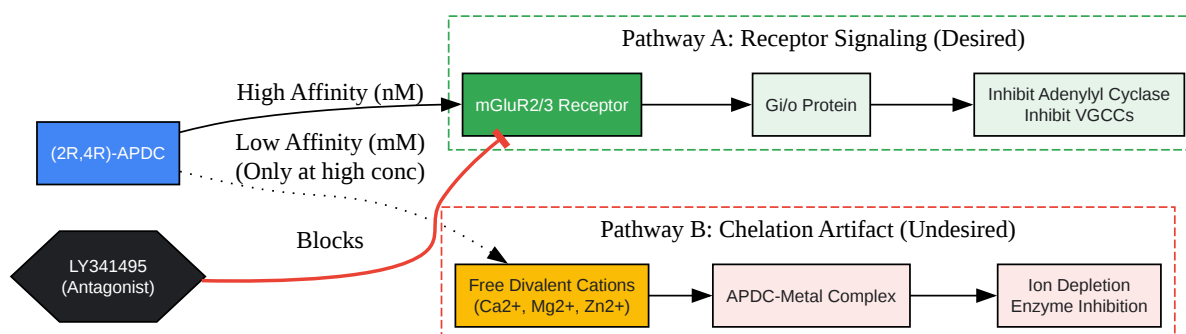 Pathway A: Receptor Signaling (Desired)
High Affinity (nM)
mGluR2/3 Receptor
Gi/o Protein
Inhibit Adenylyl Cyclase
Inhibit VGCCs
(2R,4R)-APDC
Low Affinity (mM)
(Only at high conc)
Pathway B: Chelation Artifact (Undesired)
Blocks
LY341495
(Antagonist)
Free Divalent Cations
(Ca2+, Mg2+, Zn2+)
APDC-Metal Complex
Ion Depletion
Enzyme Inhibition